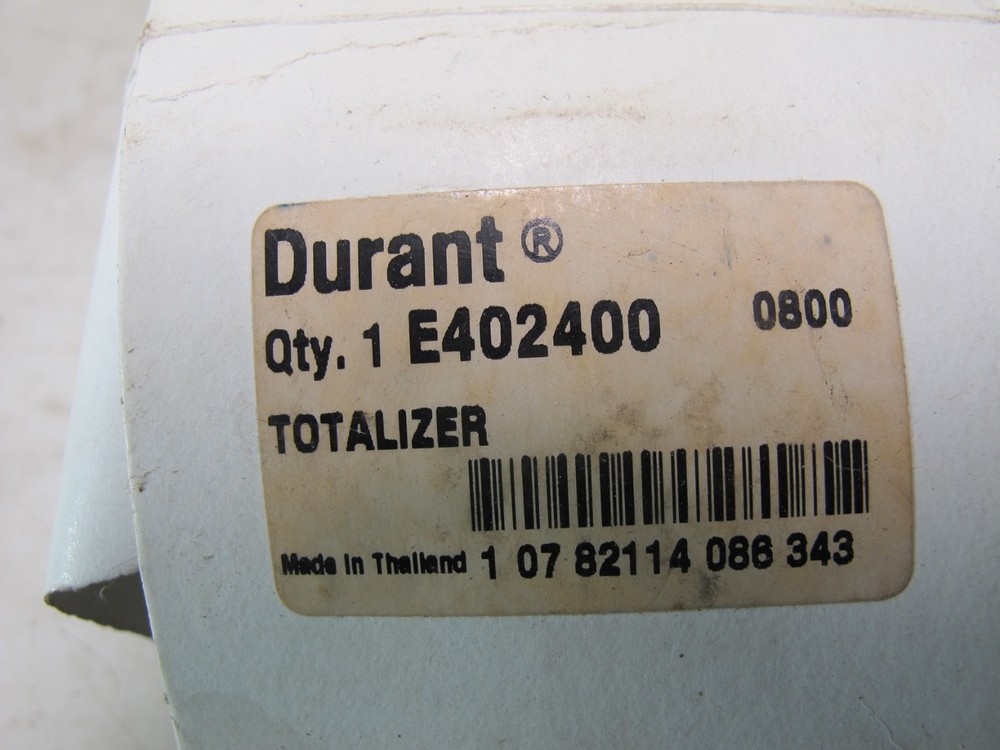 Durant ®
Qty. 1 E402400 0800
TOTALIZER
Made In Thailand 1 07 82114 086 343